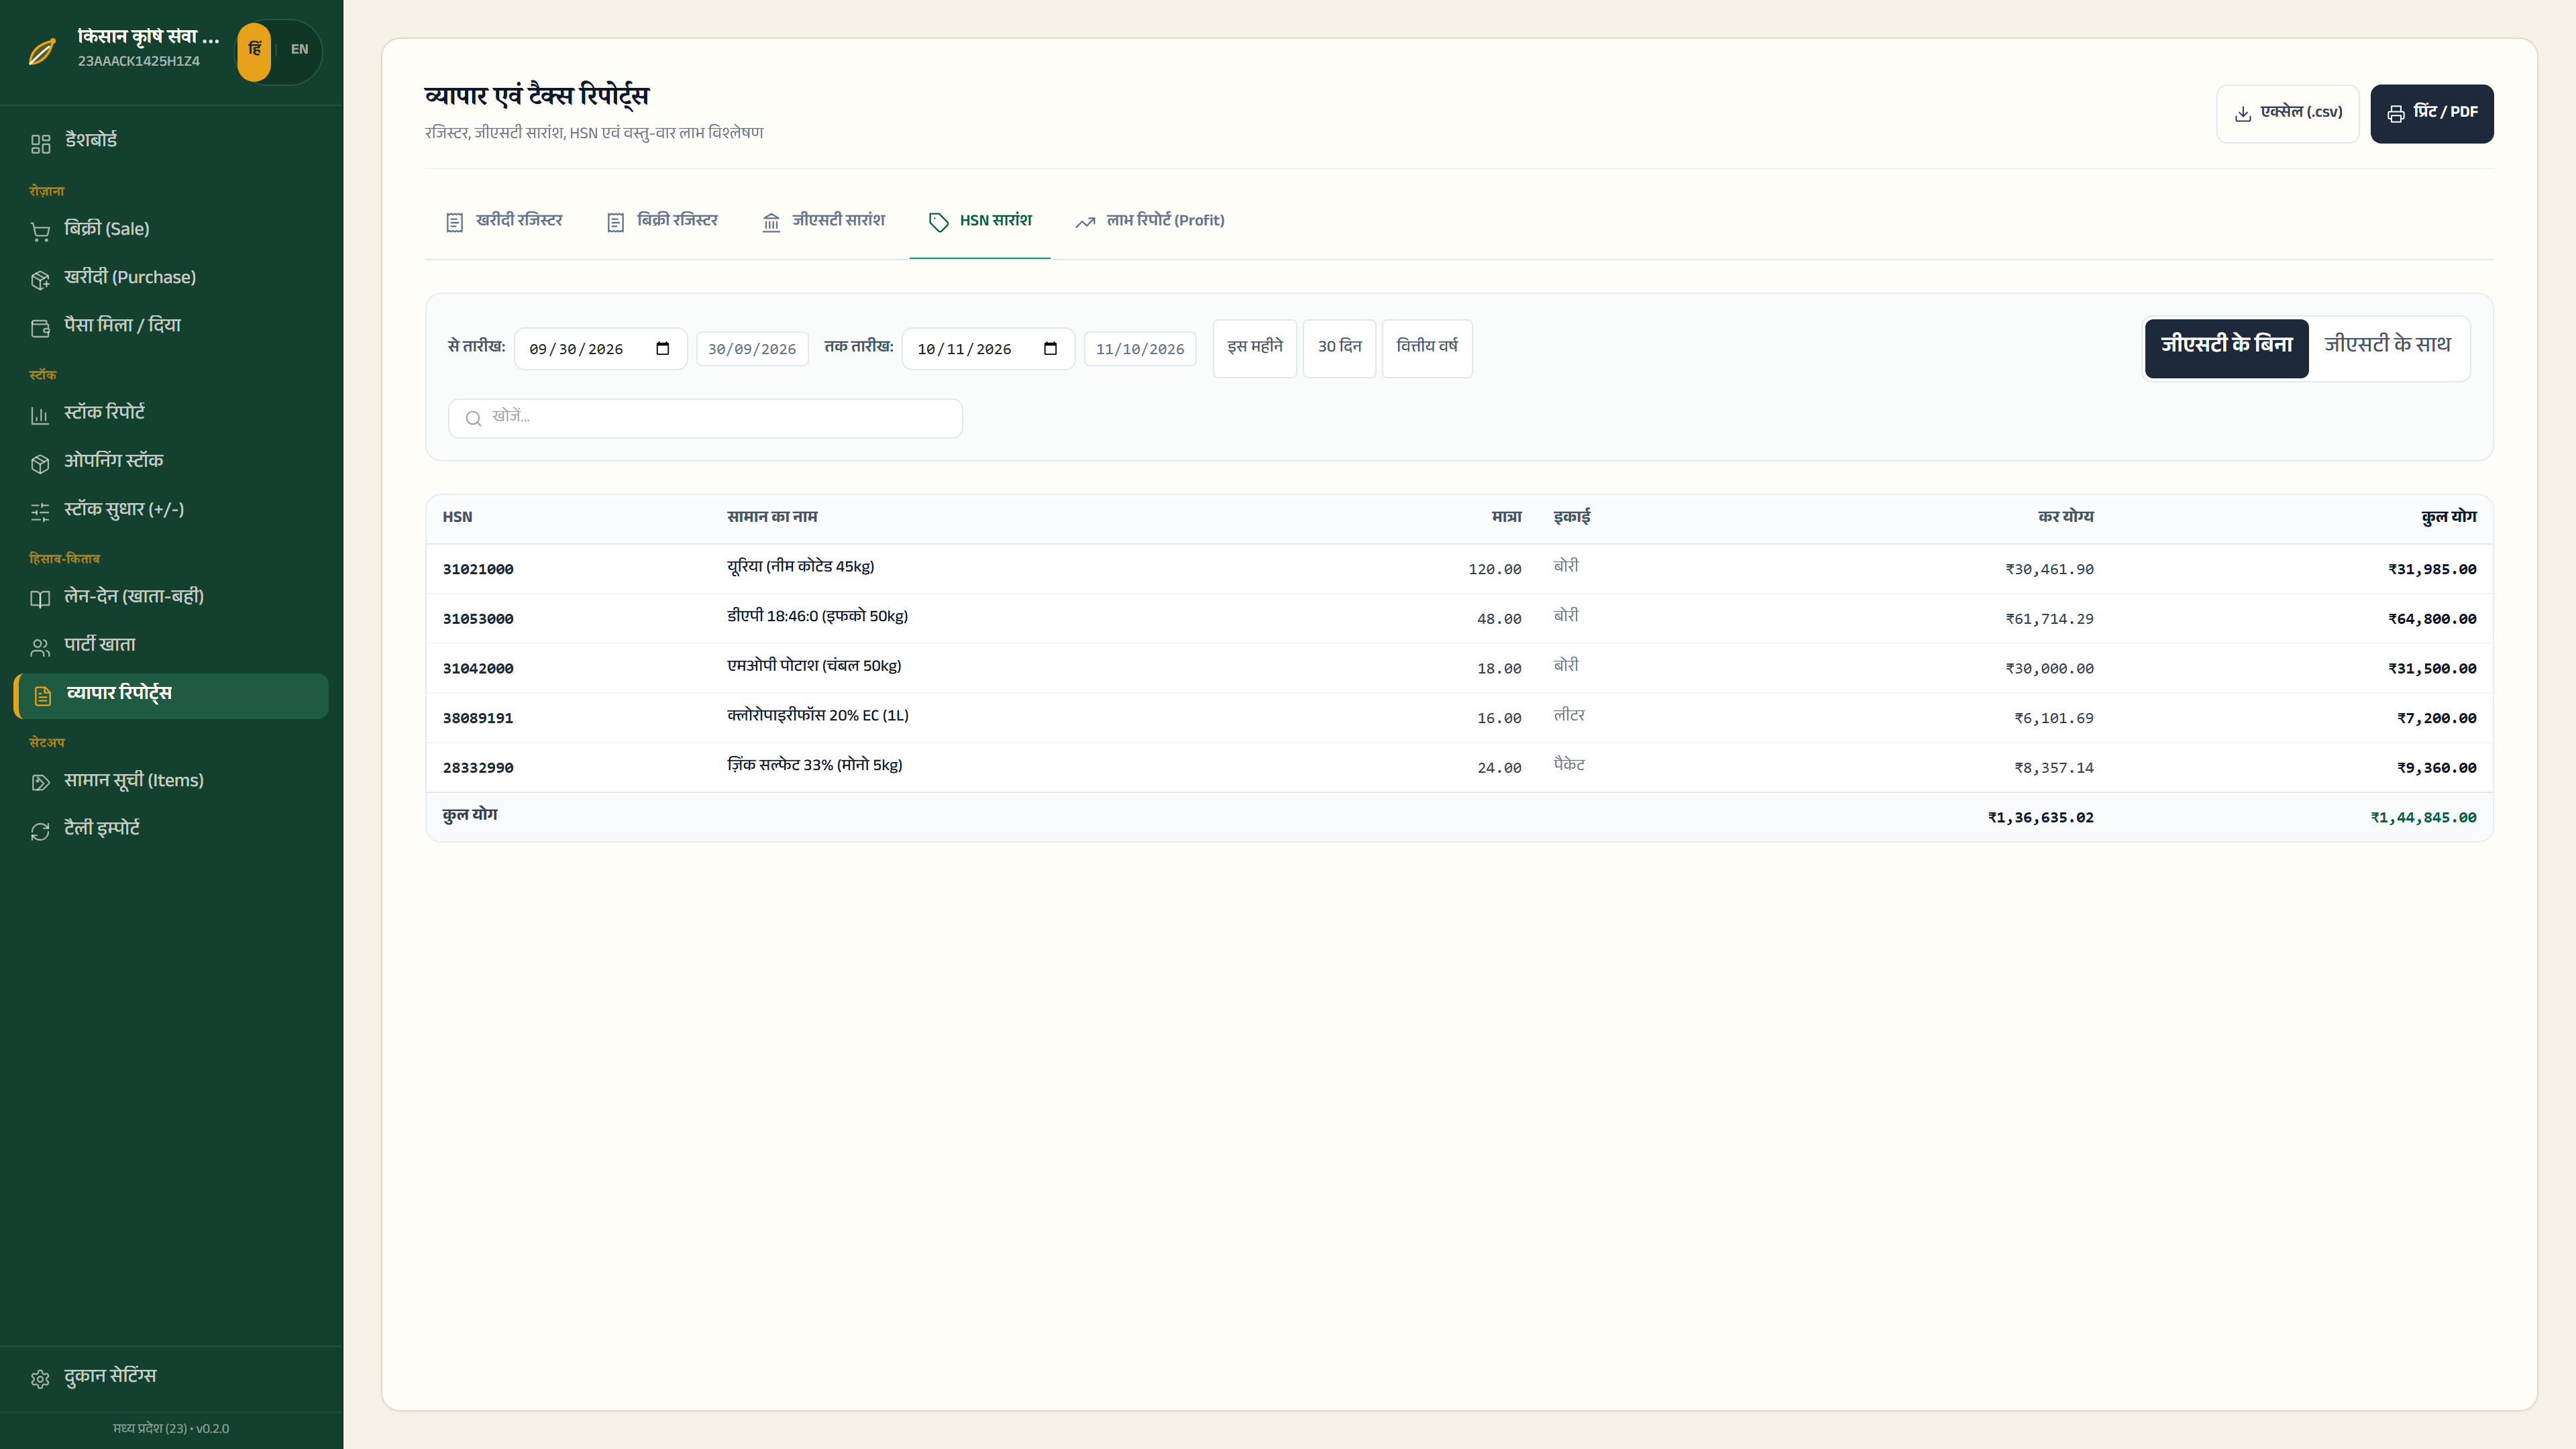 किसान कृषि सेवा ...
23AAACK1425H1Z4
हिं
EN
डैशबोर्ड
रोज़ाना
बिक्री (Sale)
खरीदी (Purchase)
पैसा मिला / दिया
स्टॉक
स्टॉक रिपोर्ट
ओपनिंग स्टॉक
स्टॉक सुधार (+/-)
हिसाब-किताब
लेन-देन (खाता-बही)
पार्टी खाता
व्यापार रिपोर्ट्स
सेटअप
सामान सूची (Items)
टैली इम्पोर्ट
दुकान सेटिंग्स
मध्य प्रदेश (23) • v0.2.0
व्यापार एवं टैक्स रिपोर्ट्स
रजिस्टर, जीएसटी सारांश, HSN एवं वस्तु-वार लाभ विश्लेषण
एक्सेल (.csv)
प्रिंट / PDF
खरीदी रजिस्टर बिक्री रजिस्टर जीएसटी सारांश HSN सारांश लाभ रिपोर्ट (Profit)
से तारीख: 09/30/2026 30/09/2026 तक तारीख: 10/11/2026 11/10/2026 इस महीने 30 दिन वित्तीय वर्ष जीएसटी के बिना जीएसटी के साथ
खोजें...
HSN सामान का नाम मात्रा इकाई कर योग्य कुल योग
31021000 यूरिया (नीम कोटेड 45kg) 120.00 बोरी ₹30,461.90 ₹31,985.00
31053000 डीएपी 18:46:0 (इफको 50kg) 48.00 बोरी ₹61,714.29 ₹64,800.00
31042000 एमओपी पोटाश (चंबल 50kg) 18.00 बोरी ₹30,000.00 ₹31,500.00
38089191 क्लोरोपाइरीफॉस 20% EC (1L) 16.00 लीटर ₹6,101.69 ₹7,200.00
28332990 ज़िंक सल्फेट 33% (मोनो 5kg) 24.00 पैकेट ₹8,357.14 ₹9,360.00
कुल योग ₹1,36,635.02 ₹1,44,845.00